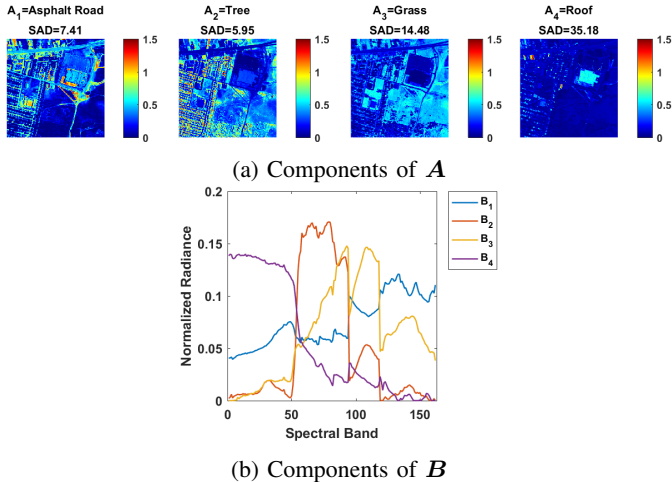 A1=Asphalt Road A2=Tree A3=Grass A4=Roof
SAD=7.41 SAD=5.95 SAD=14.48 SAD=35.18
1.5 1.5 1.5 1.5
1 1 1 1
0.5 0.5 0.5 0.5
0 0 0 0
(a) Components of A
0.2
0.15
0.1
0.05
0
Normalized Radiance
0 50 100 150
Spectral Band
B1
B2
B3
B4
(b) Components of B